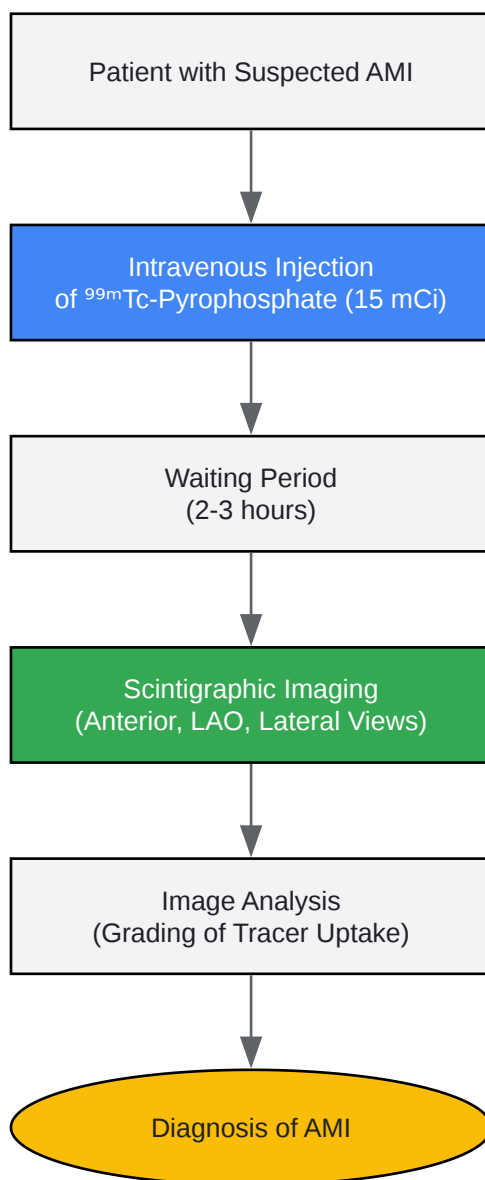 Patient with Suspected AMI
Intravenous Injection
of ⁹⁹ᵐTc-Pyrophosphate (15 mCi)
Waiting Period
(2-3 hours)
Scintigraphic Imaging
(Anterior, LAO, Lateral Views)
Image Analysis
(Grading of Tracer Uptake)
Diagnosis of AMI